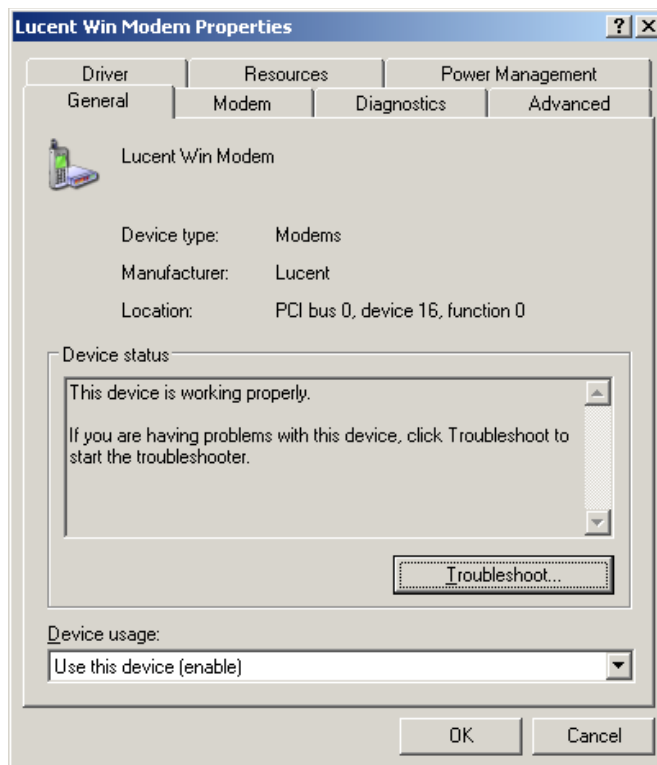 Lucent Win Modem Properties
Driver Resources Power Management
General Modem Diagnostics Advanced
Lucent Win Modem
Device type: Modems
Manufacturer: Lucent
Location: PCI bus 0, device 16, function 0
Device status
This device is working properly.
If you are having problems with this device, click Troubleshoot to
start the troubleshooter.
Troubleshoot...
Device usage:
Use this device (enable)
OK Cancel